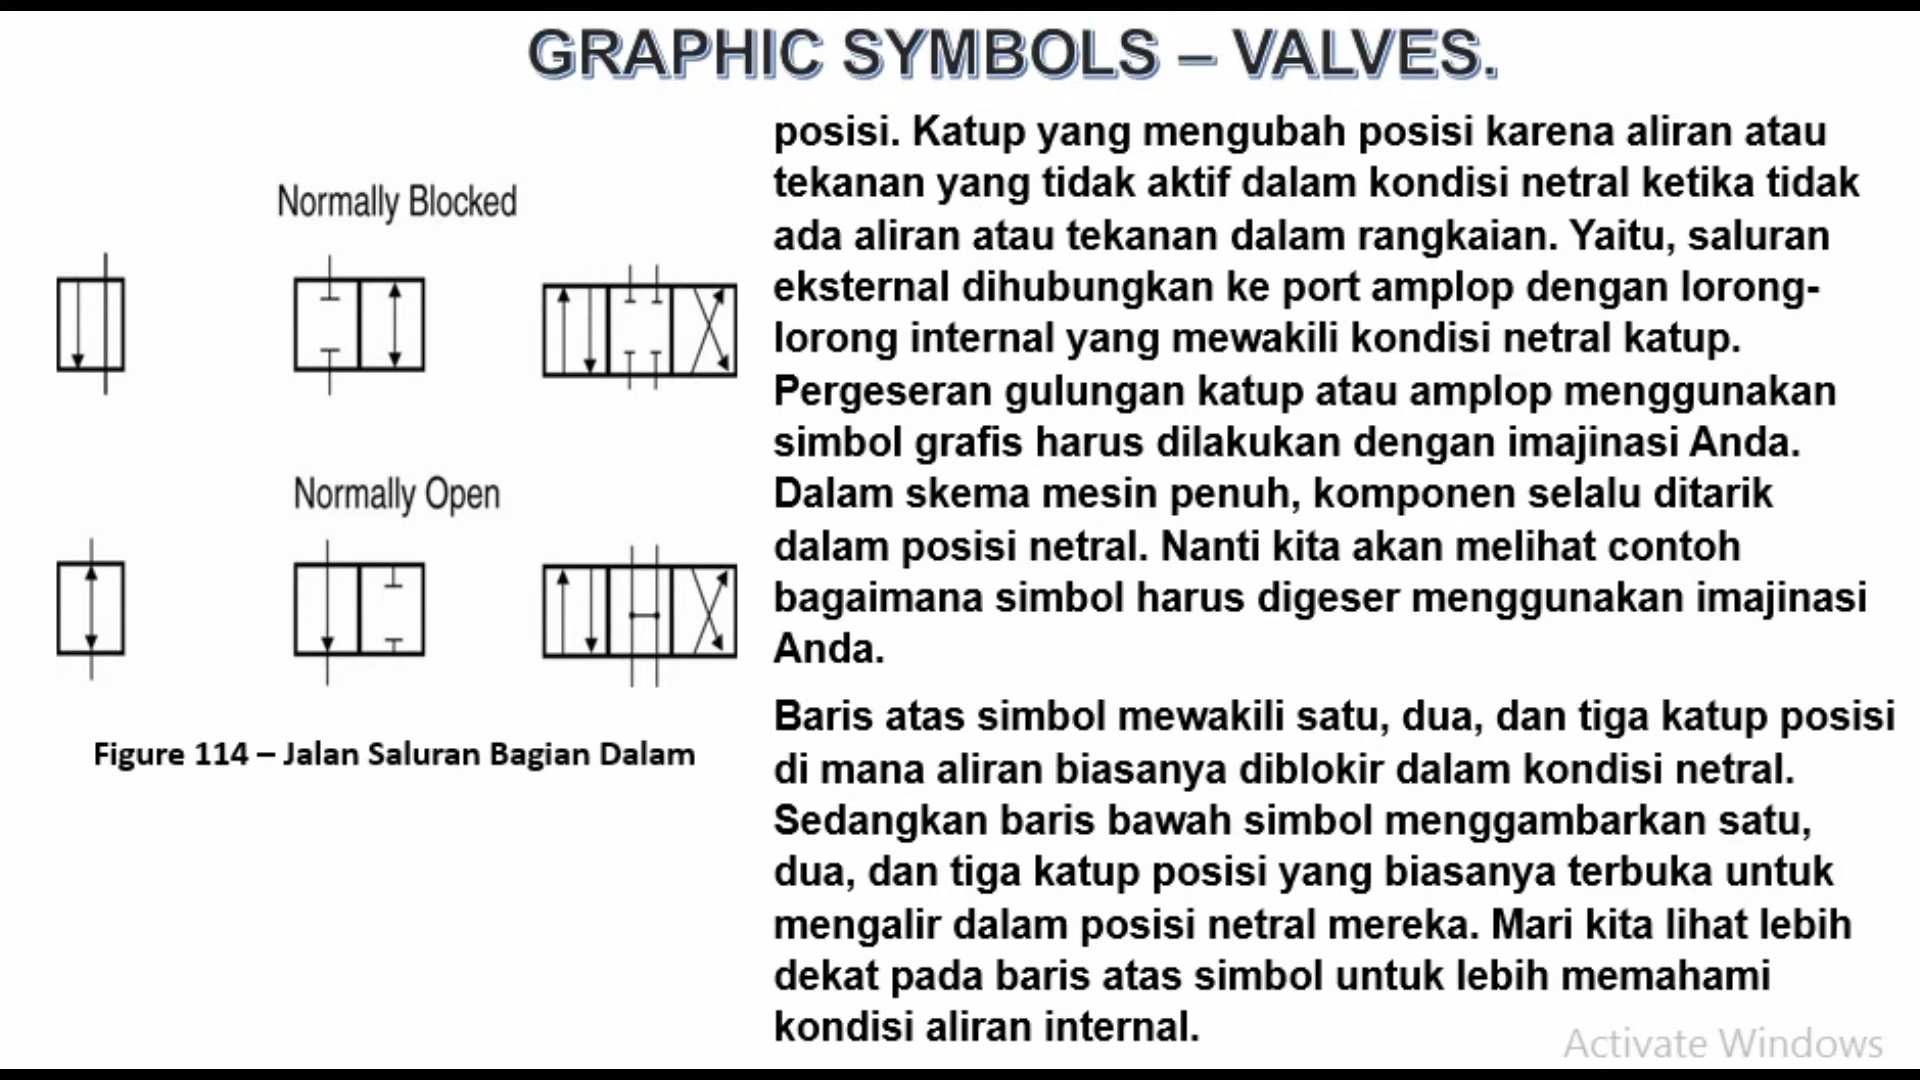 GRAPHIC SYMBOLS – VALVES.
Normally Blocked
Normally Open
Figure 114 – Jalan Saluran Bagian Dalam
posisi. Katup yang mengubah posisi karena aliran atau
tekanan yang tidak aktif dalam kondisi netral ketika tidak
ada aliran atau tekanan dalam rangkaian. Yaitu, saluran
eksternal dihubungkan ke port amplop dengan lorong-
lorong internal yang mewakili kondisi netral katup.
Pergeseran gulungan katup atau amplop menggunakan
simbol grafis harus dilakukan dengan imajinasi Anda.
Dalam skema mesin penuh, komponen selalu ditarik
dalam posisi netral. Nanti kita akan melihat contoh
bagaimana simbol harus digeser menggunakan imajinasi
Anda.
Baris atas simbol mewakili satu, dua, dan tiga katup posisi
di mana aliran biasanya diblokir dalam kondisi netral.
Sedangkan baris bawah simbol menggambarkan satu,
dua, dan tiga katup posisi yang biasanya terbuka untuk
mengalir dalam posisi netral mereka. Mari kita lihat lebih
dekat pada baris atas simbol untuk lebih memahami
kondisi aliran internal.
Activate Windows